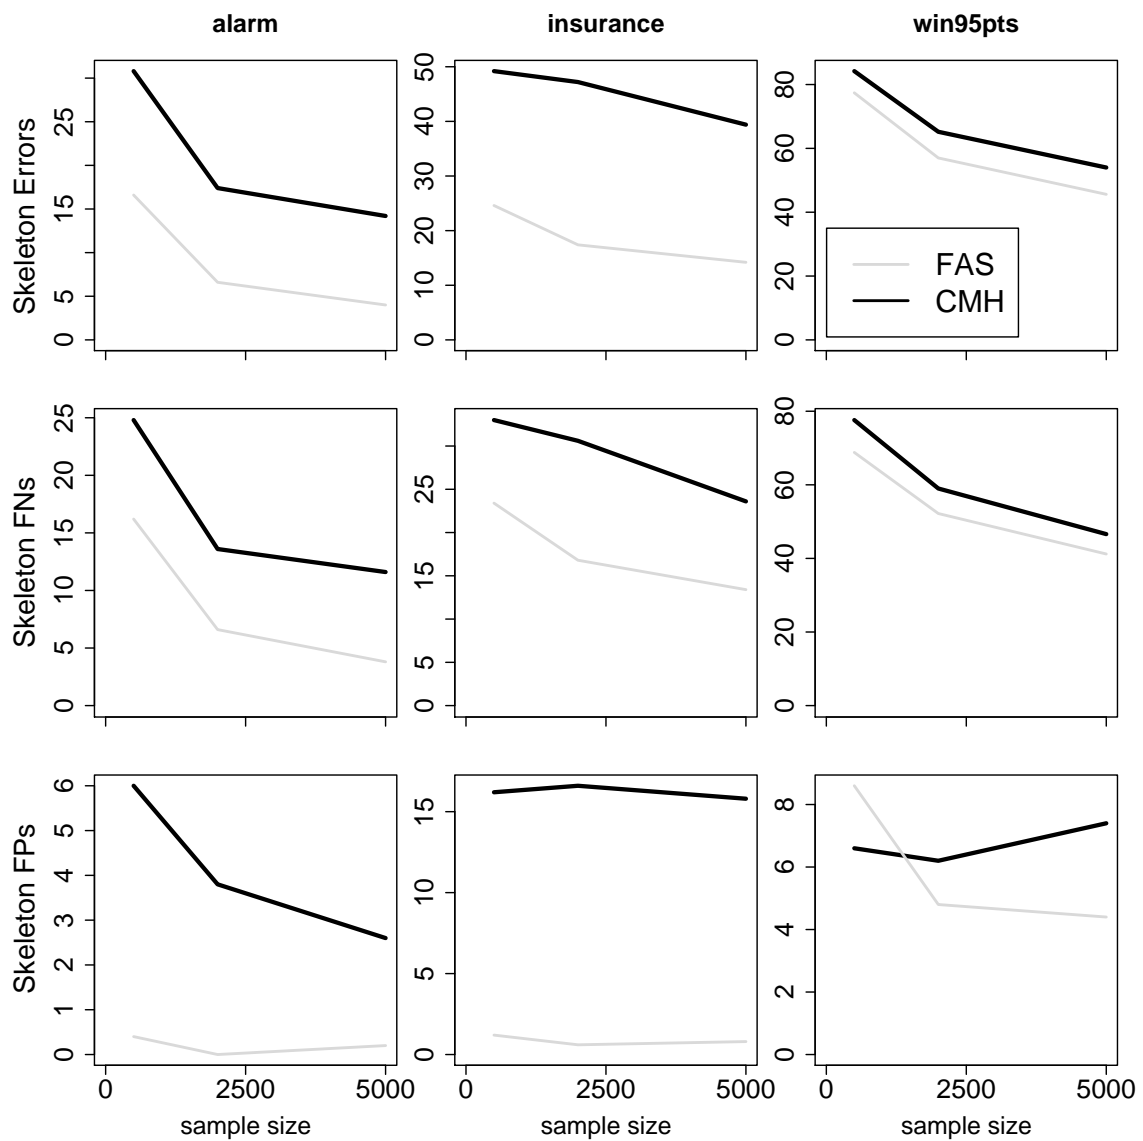 alarm insurance win95pts
Skeleton Errors
0 5 15 25
0 10 20 30 40 50
0 20 40 60 80
FAS
CMH
Skeleton FNs
0 5 10 15 20 25
0 5 15 25
0 20 40 60 80
Skeleton FPs
0 1 2 3 4 5 6
0 5 10 15
0 2 4 6 8
0 2500 5000 0 2500 5000 0 2500 5000
sample size sample size sample size